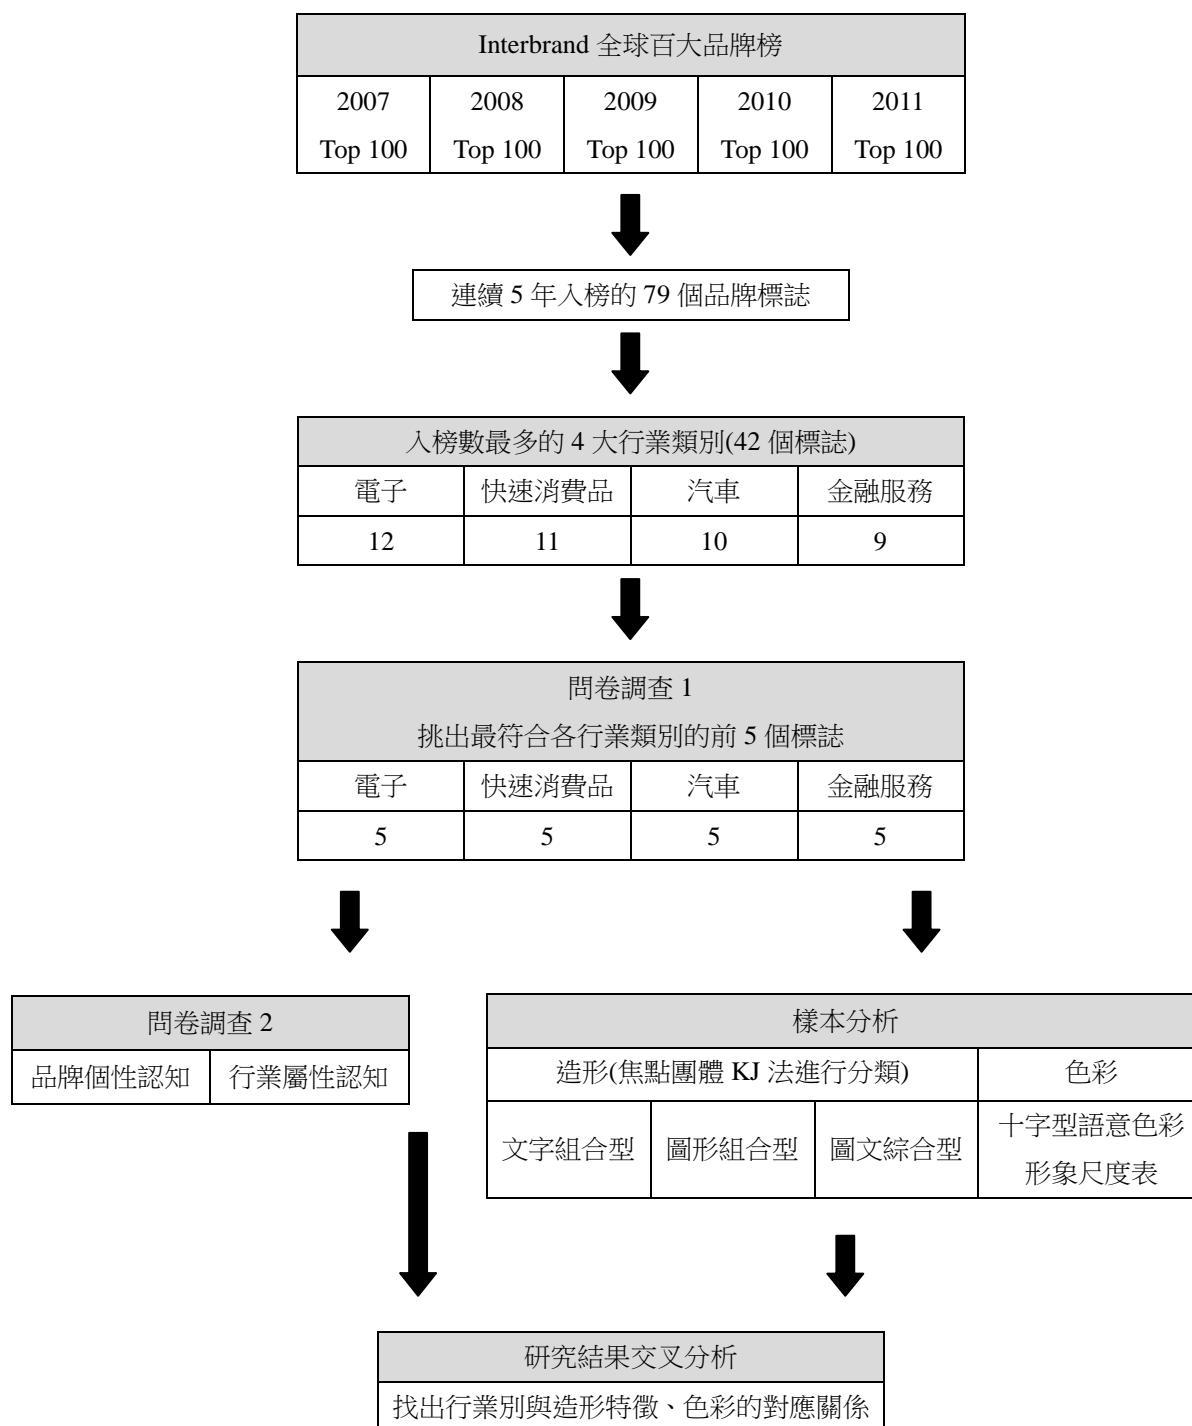 Interbrand 全球百大品牌榜
2007 2008 2009 2010 2011
Top 100 Top 100 Top 100 Top 100 Top 100
連續 5 年入榜的 79 個品牌標誌
入榜數最多的 4 大行業類別(42 個標誌)
電子 快速消費品 汽車 金融服務
12 11 10 9
問卷調查 1
挑出最符合各行業類別的前 5 個標誌
電子 快速消費品 汽車 金融服務
5 5 5 5
問卷調查 2
品牌個性認知 行業屬性認知
樣本分析
造形(焦點團體 KJ 法進行分類) 色彩
文字組合型 圖形組合型 圖文綜合型 十字型語意色彩
形象尺度表
研究結果交叉分析
找出行業別與造形特徵、色彩的對應關係